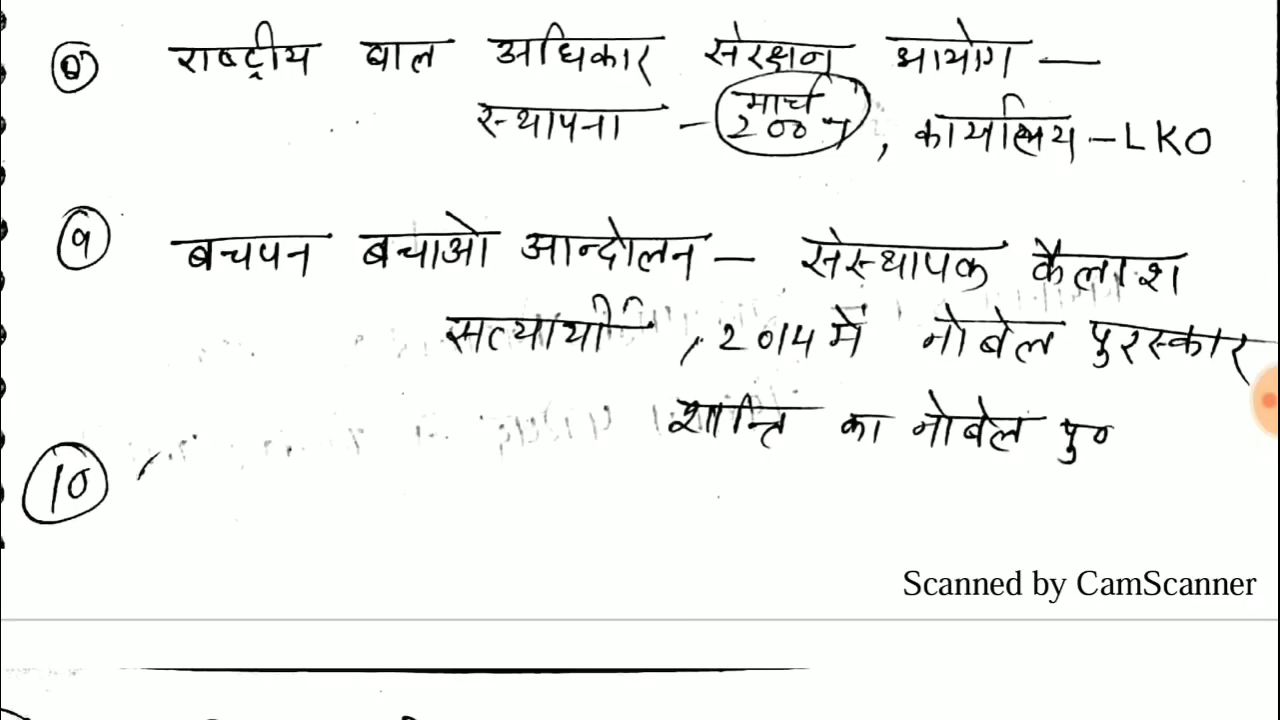 8 राष्ट्रीय बाल अधिकार संरक्षण आयोग —
स्थापना - मार्च 2007, कार्यालय - LKO
9 बचपन बचाओ आन्दोलन - संस्थापक कैलाश
सत्यार्थी, 2014 में नोबेल पुरस्कार
शान्ति का नोबेल पु०
10
Scanned by CamScanner